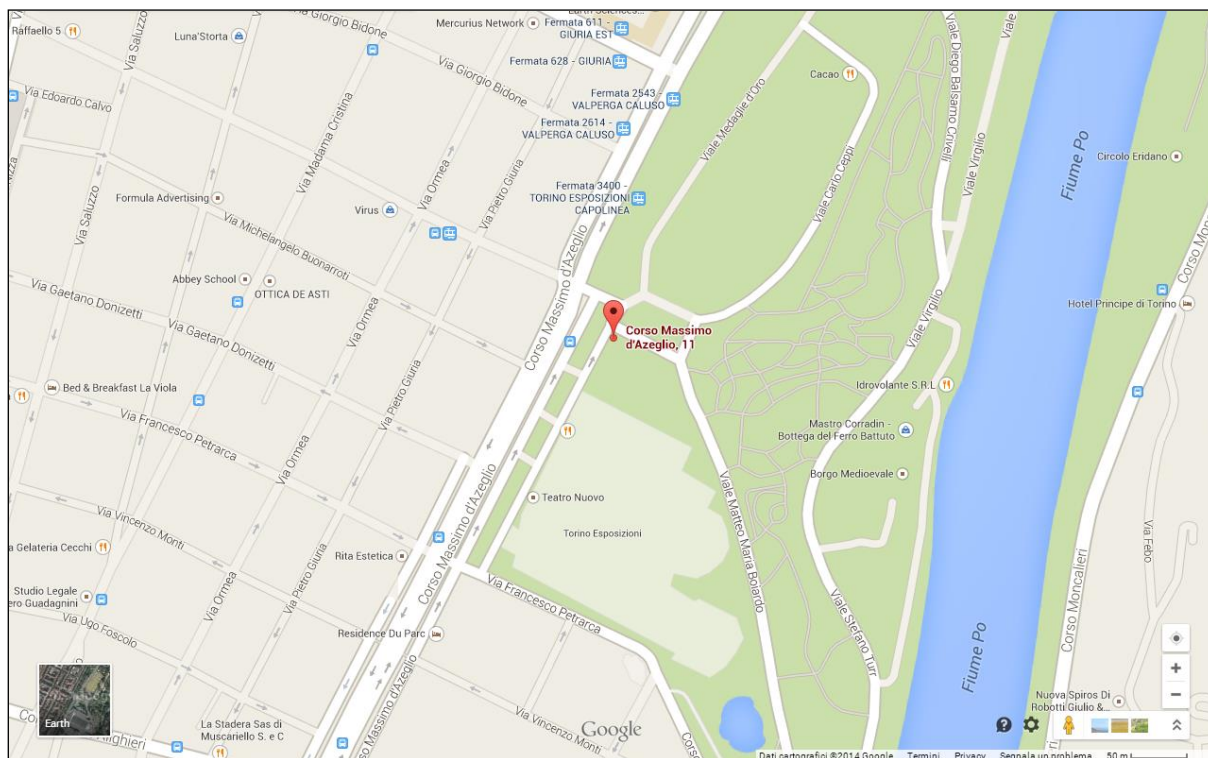 Raffaello 5
Luna'Storta
Via Saluzzo
Via Giorgio Bidone
Mercurius Network
Fermata 611 -
GIURIA EST
Fermata 628 - GIURIA
Via Giorgio Bidone
Cacao
Viale Medaglie d'Oro
Viale Diego Balsamo Crivelli
Via Edoardo Calvo
Via Madama Cristina
Fermata 2543 -
VALPERGA CALUSO
Fermata 2614 -
VALPERGA CALUSO
Fiume Po
Viale Virgilio
Circolo Eridano
Via Ormea
Via Pietro Giuria
Formula Advertising
Virus
Fermata 3400 -
TORINO ESPOSIZIONI
CAPOLINEA
Viale Carlo Ceppi
Via Saluzzo
Via Michelangelo Buonarroti
Corso Massimo d'Azeglio
Abbey School
OTTICA DE ASTI
Via Gaetano Donizetti
Via Gaetano Donizetti
Via Ormea
Corso Massimo
d'Azeglio, 11
Viale Virgilio
Hotel Principe di Torino
Bed & Breakfast La Viola
Via Pietro Giuria
Idrovolante S.R.L
Via Francesco Petrarca
Via Ormea
Mastro Corradin -
Bottega del Ferro Battuto
Borgo Medioevale
Corso Massimo d'Azeglio
Teatro Nuovo
Torino Esposizioni
Viale Matteo Maria Boiardo
Via Vincenzo Monti
a Gelateria Cecchi
Rita Estetica
Via Pietro Giuria
Via Ormea
Via Febo
Corso Moncalieri
Studio Legale
ero Guadagnini
Via Ugo Foscolo
Via Francesco Petrarca
Viale Stefano Turr
Residence Du Parc
Corso Massimo d'Azeglio
Fiume Po
Earth
La Stadera Sas di
Muscariello S. e C
Via Vincenzo Monti
Google
Nuova Spiros Di
Robotti Giulio &...
Dati cartografici ©2014 Google Termini Privacy Segnala un problema 50 m